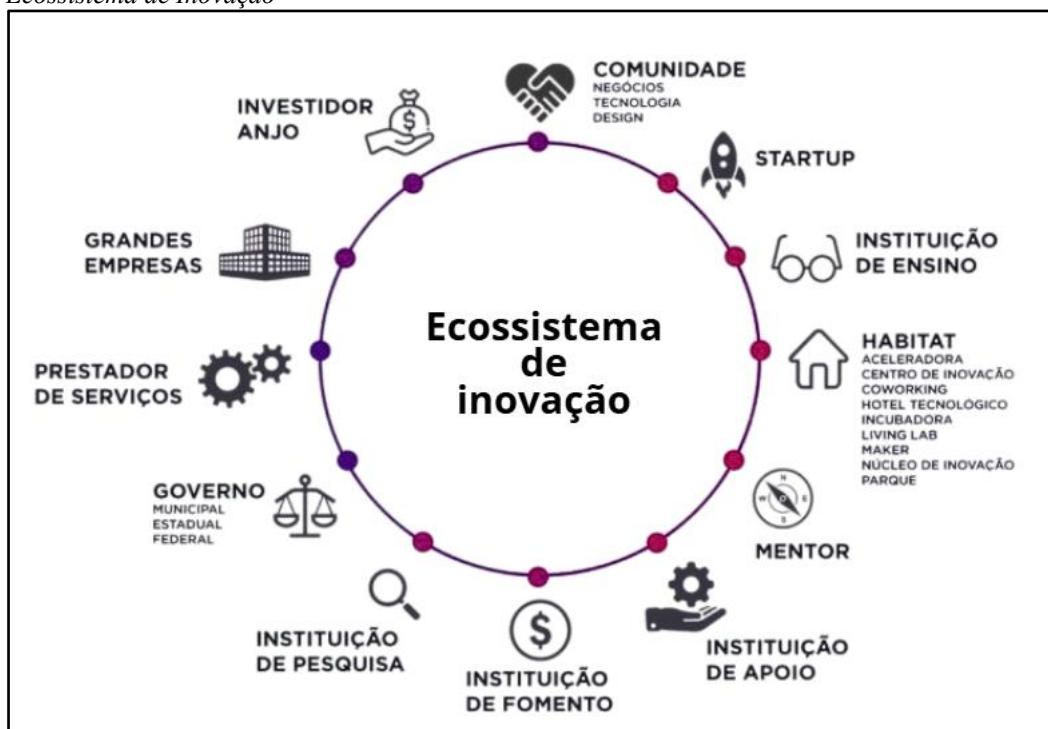 Ecossistema de Inovação
COMUNIDADE
NEGÓCIOS
TECNOLOGIA
DESIGN
INVESTIDOR
ANJO
$
STARTUP
GRANDES
EMPRESAS
INSTITUIÇÃO
DE ENSINO
Ecossistema
de
inovação
HABITAT
ACELERADORA
CENTRO DE INOVAÇÃO
COWORKING
HOTEL TECNOLÓGICO
INCUBADORA
LIVING LAB
MAKER
NÚCLEO DE INOVAÇÃO
PARQUE
PRESTADOR
DE SERVIÇOS
GOVERNO
MUNICIPAL
ESTADUAL
FEDERAL
N
W
E
S
MENTOR
INSTITUIÇÃO
DE PESQUISA
$
INSTITUIÇÃO
DE FOMENTO
INSTITUIÇÃO
DE APOIO